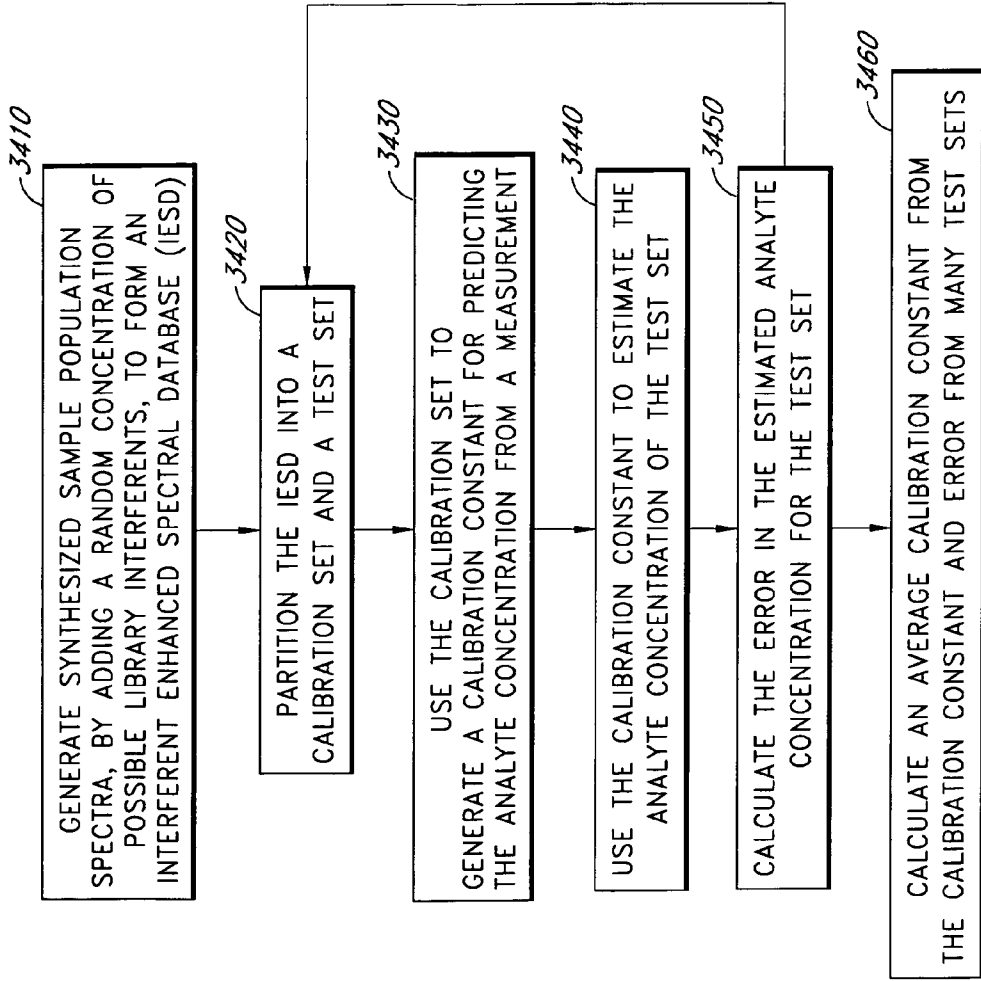 3410
GENERATE SYNTHESIZED SAMPLE POPULATION
SPECTRA, BY ADDING A RANDOM CONCENTRATION OF
POSSIBLE LIBRARY INTERFERENTS, TO FORM AN
INTERFERENT ENHANCED SPECTRAL DATABASE (IESD)
3420
PARTITION THE IESD INTO A
CALIBRATION SET AND A TEST SET
3430
USE THE CALIBRATION SET TO
GENERATE A CALIBRATION CONSTANT FOR PREDICTING
THE ANALYTE CONCENTRATION FROM A MEASUREMENT
3440
USE THE CALIBRATION CONSTANT TO ESTIMATE THE
ANALYTE CONCENTRATION OF THE TEST SET
3450
CALCULATE THE ERROR IN THE ESTIMATED ANALYTE
CONCENTRATION FOR THE TEST SET
3460
CALCULATE AN AVERAGE CALIBRATION CONSTANT FROM
THE CALIBRATION CONSTANT AND ERROR FROM MANY TEST SETS